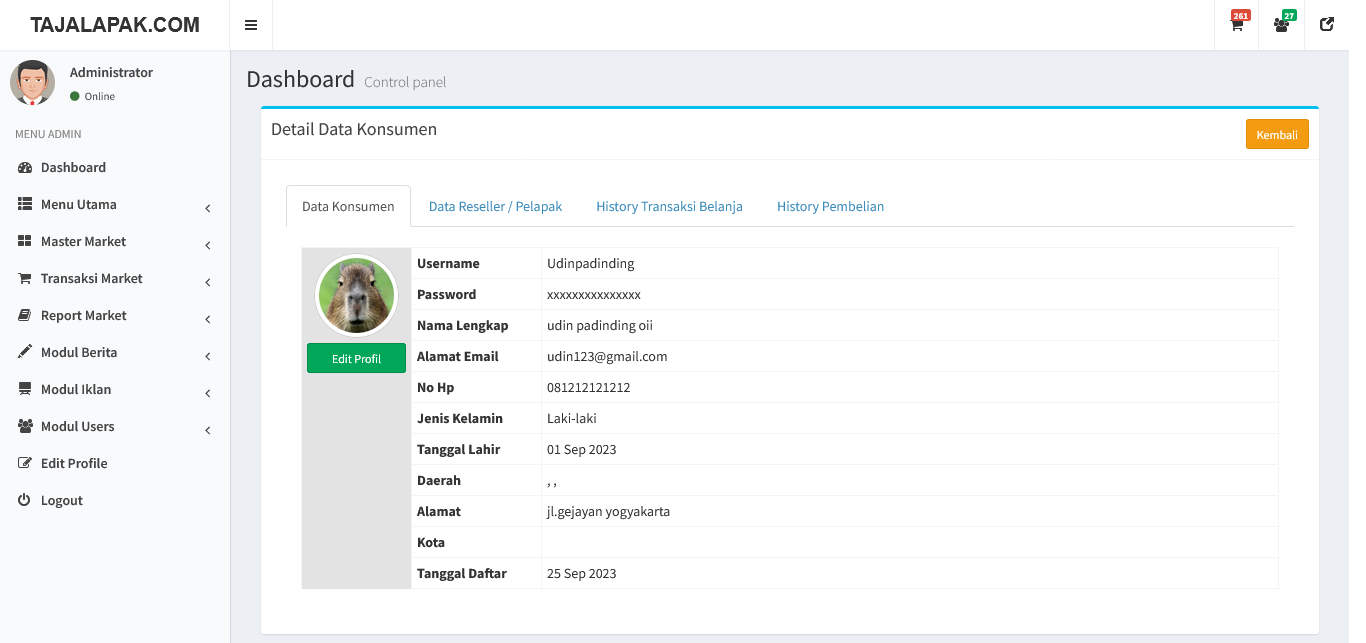 TAJALAPAK.COM
261
27
Administrator
Online
MENU ADMIN
Dashboard
Menu Utama
Master Market
Transaksi Market
Report Market
Modul Berita
Modul Iklan
Modul Users
Edit Profile
Logout
Dashboard Control panel
Detail Data Konsumen
Kembali
Data Konsumen Data Reseller / Pelapak History Transaksi Belanja History Pembelian
Edit Profil
Username Udinpadinding
Password xxxxxxxxxxxxxxx
Nama Lengkap udin padinding oii
Alamat Email udin123@gmail.com
No Hp 081212121212
Jenis Kelamin Laki-laki
Tanggal Lahir 01 Sep 2023
Daerah , ,
Alamat jl.gejayan yogyakarta
Kota
Tanggal Daftar 25 Sep 2023